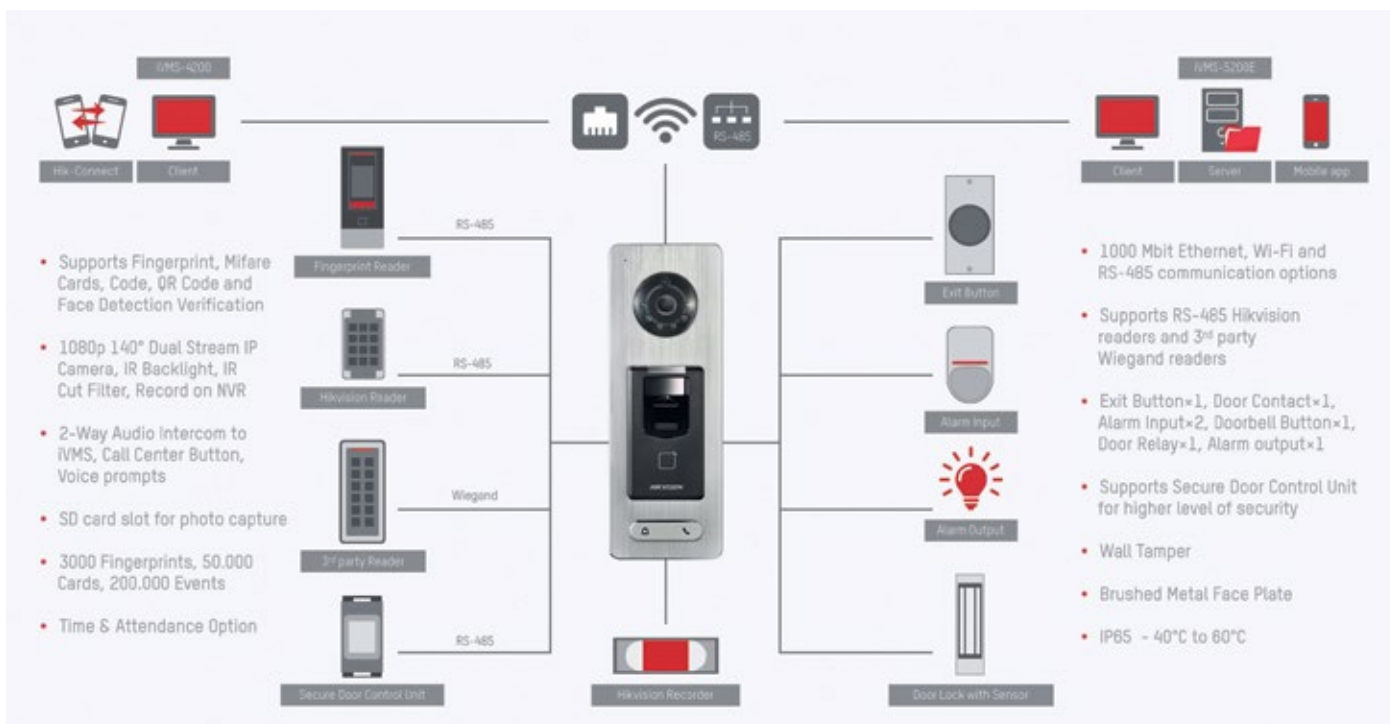 iVMS-4200
Hik-Connect
Client
RS-485
iVMS-5200E
Client
Server
Mobile app
RS-485
Fingerprint Reader
RS-485
Hikvision Reader
Wiegand
3rd party Reader
RS-485
Secure Door Control Unit
HIKVISION
Hikvision Recorder
Exit Button
Alarm Input
Alarm Output
Door Lock with Sensor
• Supports Fingerprint, Mifare
Cards, Code, QR Code and
Face Detection Verification
• 1080p 140° Dual Stream IP
Camera, IR Backlight, IR
Cut Filter, Record on NVR
• 2-Way Audio Intercom to
iVMS, Call Center Button,
Voice prompts
• SD card slot for photo capture
• 3000 Fingerprints, 50.000
Cards, 200.000 Events
• Time & Attendance Option
• 1000 Mbit Ethernet, Wi-Fi and
RS-485 communication options
• Supports RS-485 Hikvision
readers and 3rd party
Wiegand readers
• Exit Button×1, Door Contact×1,
Alarm Input×2, Doorbell Button×1,
Door Relay×1, Alarm output×1
• Supports Secure Door Control Unit
for higher level of security
• Wall Tamper
• Brushed Metal Face Plate
• IP65 - 40°C to 60°C